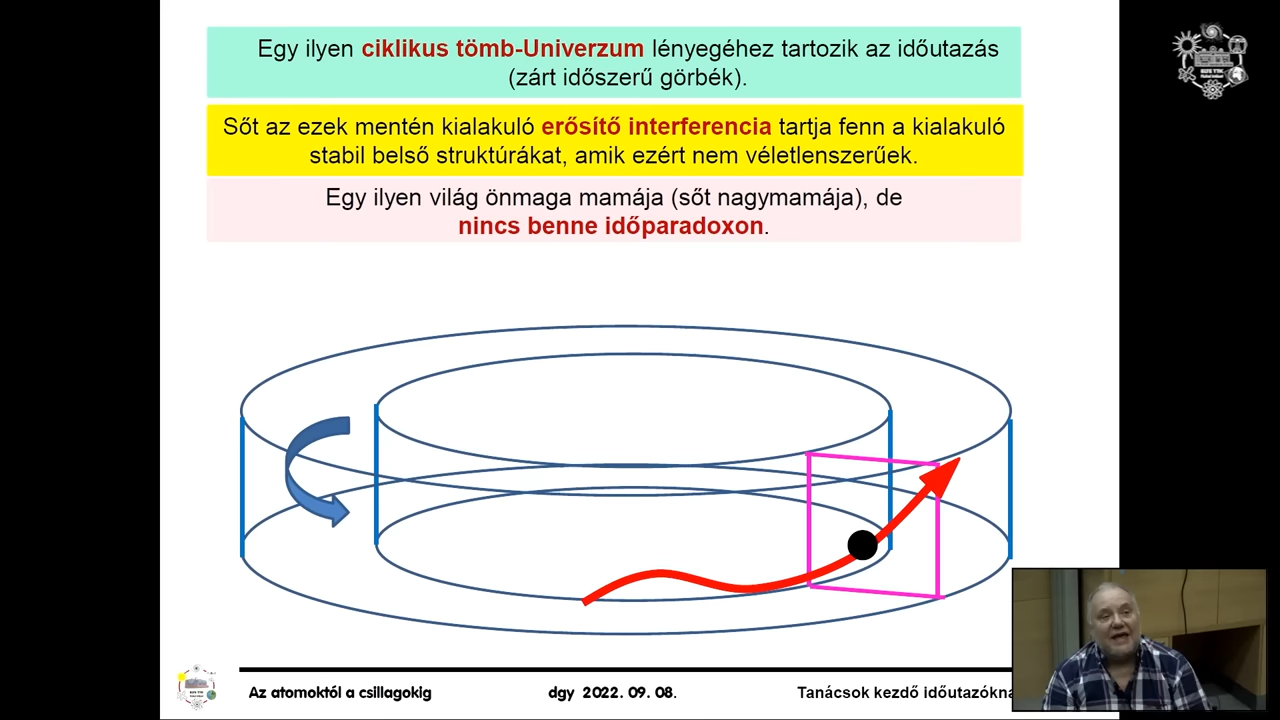 Egy ilyen ciklikus tömb-Univerzum lényegéhez tartozik az időutazás
(zárt időszerű görbék).
Sőt az ezek mentén kialakuló erősítő interferencia tartja fenn a kialakuló
stabil belső struktúrákat, amik ezért nem véletlenszerűek.
Egy ilyen világ önmaga mamája (sőt nagymamája), de
nincs benne időparadoxon.
Az atomoktól a csillagokig
dgy 2022. 09. 08.
Tanácsok kezdő